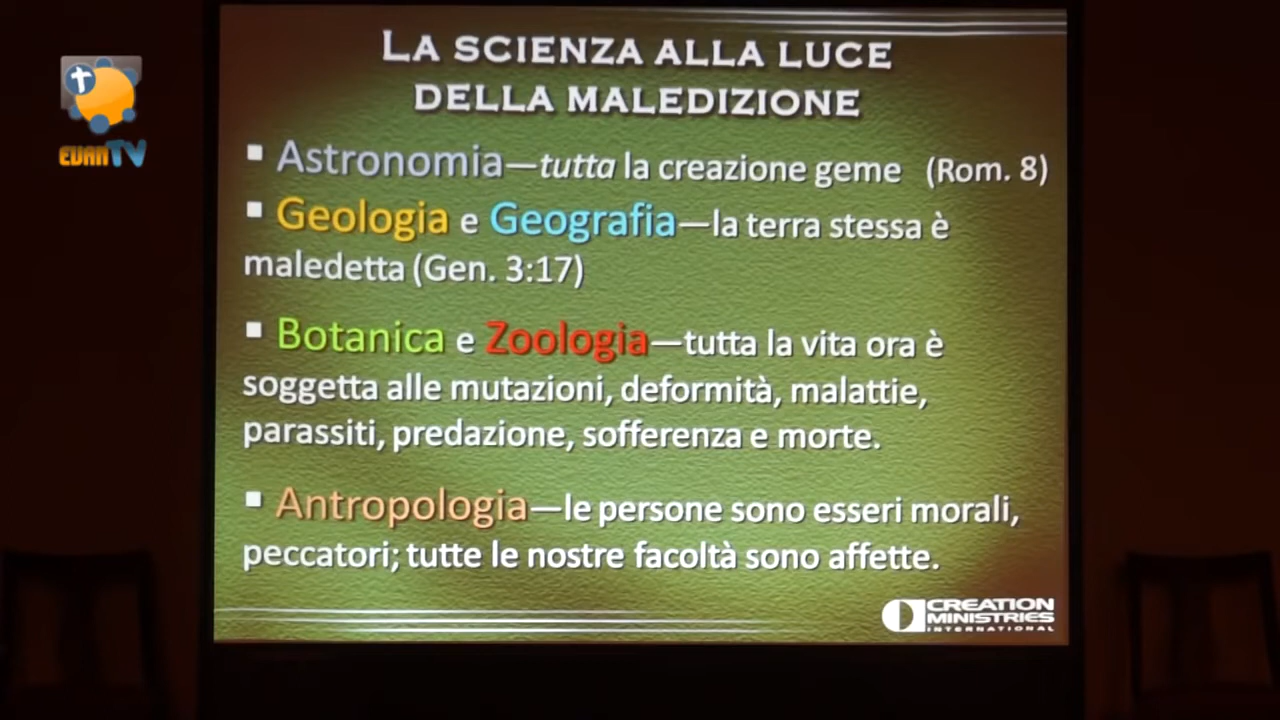 LA SCIENZA ALLA LUCE
DELLA MALEDIZIONE
EVANTV
▪ Astronomia—tutta la creazione geme (Rom. 8)
▪ Geologia e Geografia—la terra stessa è
maledetta (Gen. 3:17)
▪ Botanica e Zoologia—tutta la vita ora è
soggetta alle mutazioni, deformità, malattie,
parassiti, predazione, sofferenza e morte.
▪ Antropologia—le persone sono esseri morali,
peccatori; tutte le nostre facoltà sono affette.
CREATION
MINISTRIES
INTERNATIONAL